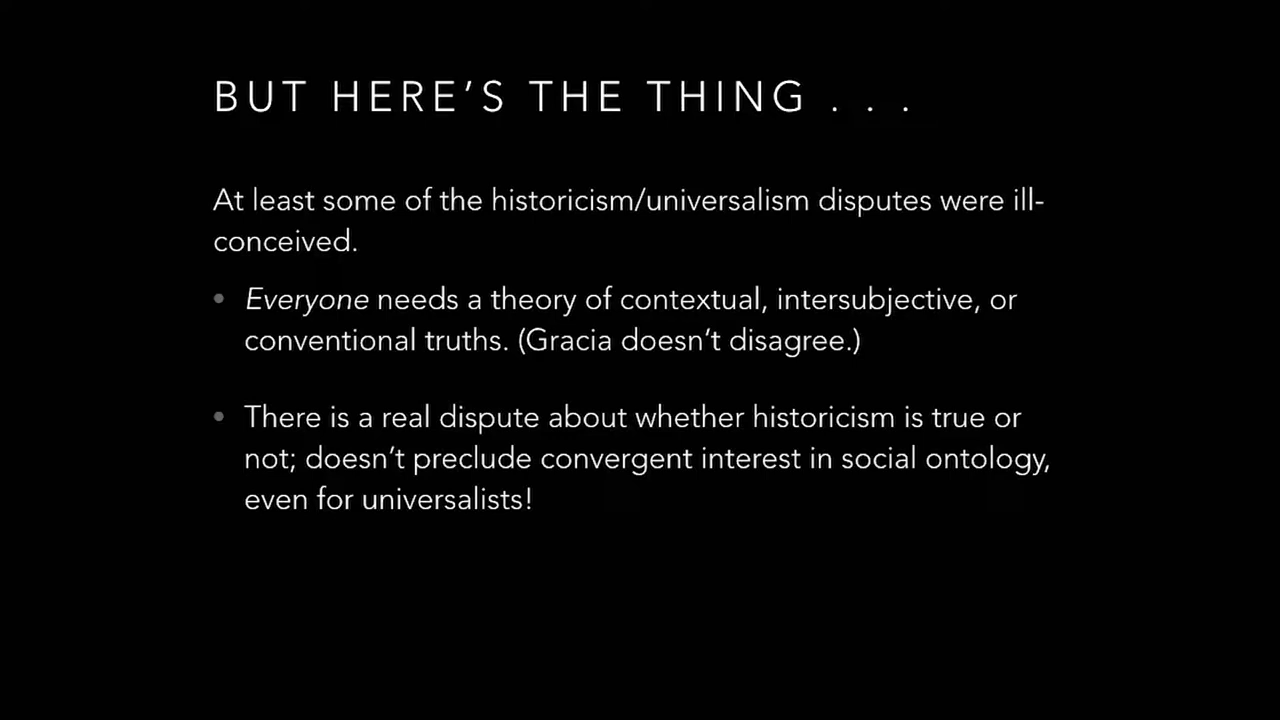 BUT HERE’S THE THING . . .
At least some of the historicism/universalism disputes were ill-
conceived.
• Everyone needs a theory of contextual, intersubjective, or
conventional truths. (Gracia doesn’t disagree.)
• There is a real dispute about whether historicism is true or
not; doesn’t preclude convergent interest in social ontology,
even for universalists!